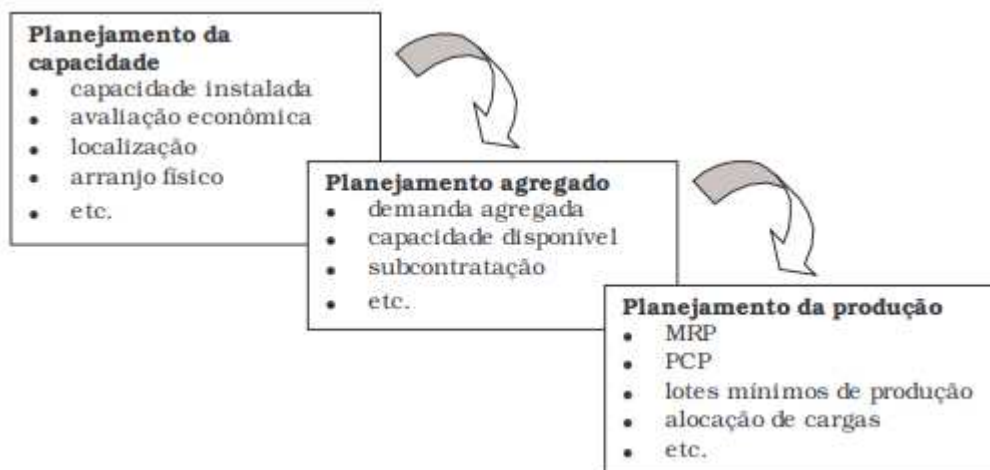 Planejamento da
capacidade
• capacidade instalada
• avaliação econômica
• localização
• arranjo físico
• etc.
Planejamento agregado
• demanda agregada
• capacidade disponível
• subcontratação
• etc.
Planejamento da produção
• MRP
• PCP
• lotes mínimos de produção
• alocação de cargas
• etc.